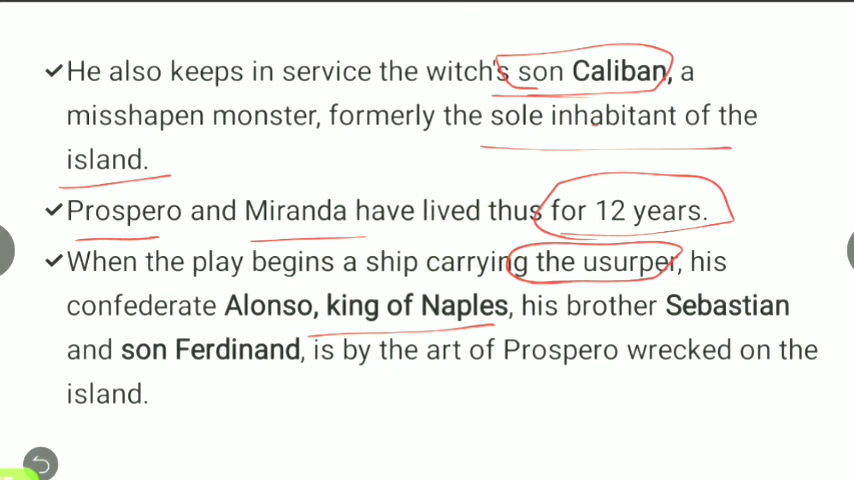 ✓He also keeps in service the witch's son Caliban, a
misshapen monster, formerly the sole inhabitant of the
island.
✓Prospero and Miranda have lived thus for 12 years.
✓When the play begins a ship carrying the usurper, his
confederate Alonso, king of Naples, his brother Sebastian
and son Ferdinand, is by the art of Prospero wrecked on the
island.